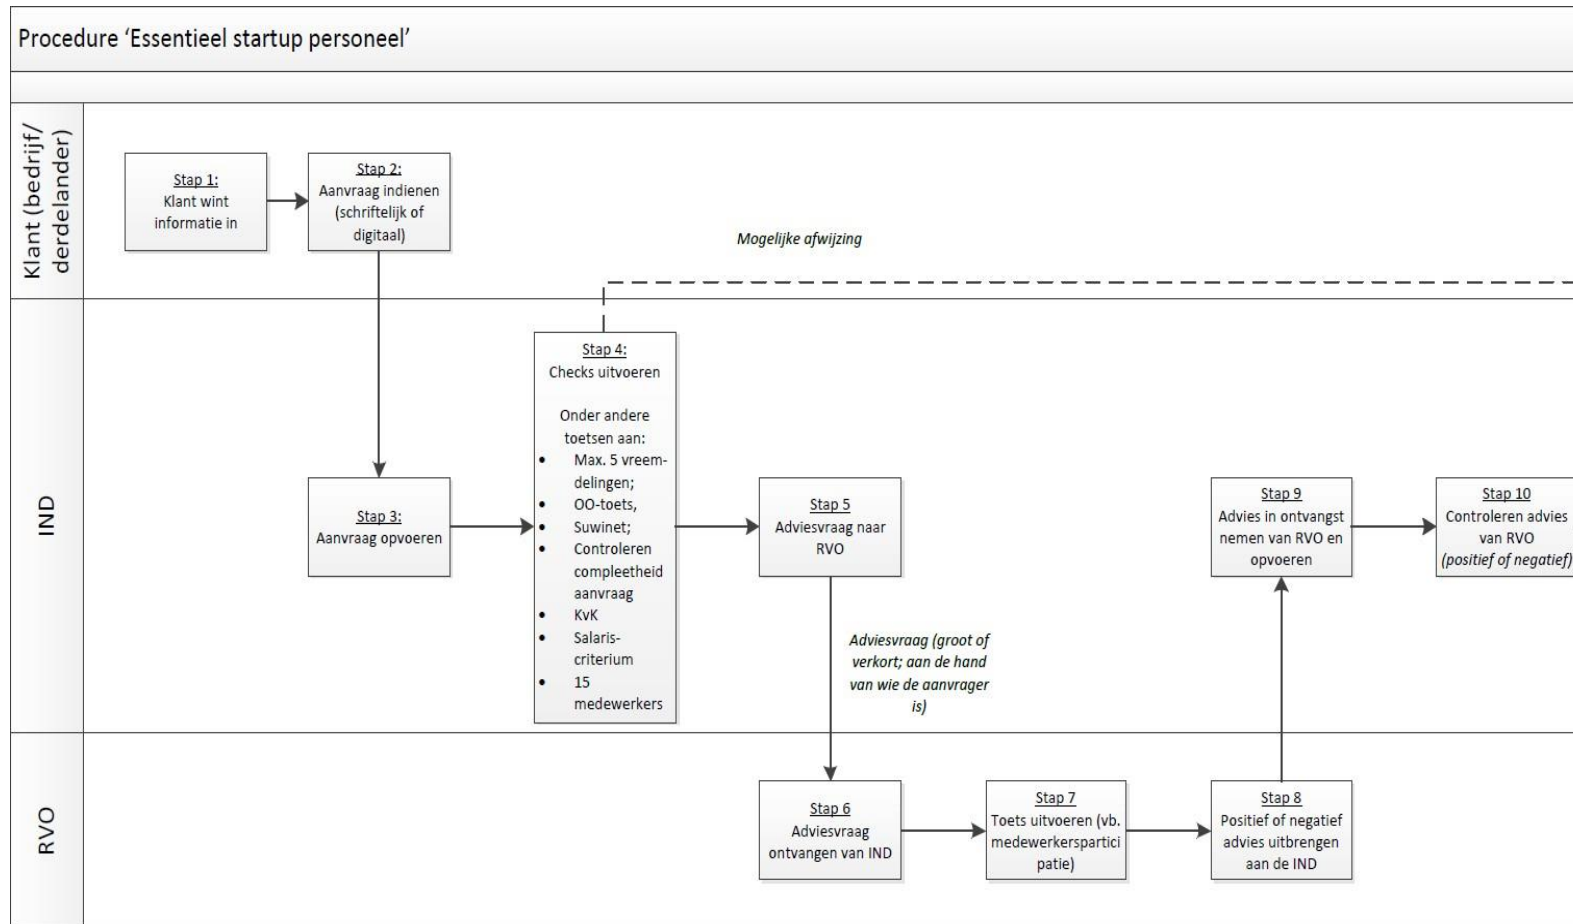 Procedure ‘Essentieel startup personeel’
Klant (bedrijf/
derdelander)
Stap 1:
Klant wint
informatie in
Stap 2:
Aanvraag indienen
(schriftelijk of
digitaal)
Mogelijke afwijzing
IND
Stap 3:
Aanvraag opvoeren
Stap 4:
Checks uitvoeren
Onder andere
toetsen aan:
• Max. 5 vreem-
delingen;
• OO-toets,
• Suwinet;
• Controleren
compleetheid
aanvraag
• KvK
• Salaris-
criterium
• 15
medewerkers
Stap 5
Adviesvraag naar
RVO
Adviesvraag (groot of
verkort; aan de hand
van wie de aanvrager
is)
Stap 9
Advies in ontvangst
nemen van RVO en
opvoeren
Stap 10
Controleren advies
van RVO
(positief of negatief)
RVO
Stap 6
Adviesvraag
ontvangen van IND
Stap 7
Toets uitvoeren (vb.
medewerkerspartici
patie)
Stap 8
Positief of negatief
advies uitbrengen
aan de IND